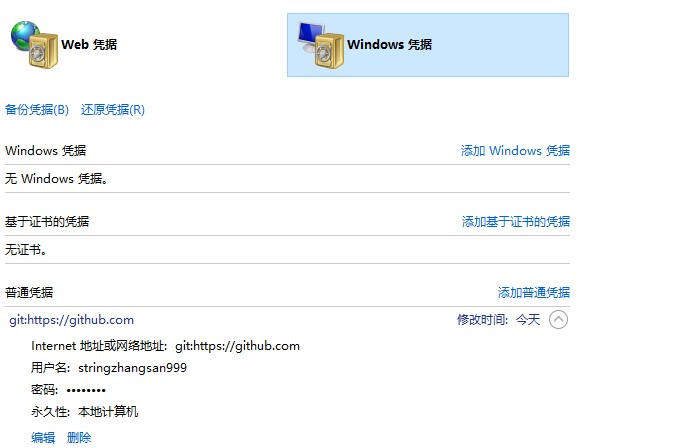 Web 凭据
Windows 凭据
备份凭据(B) 还原凭据(R)
Windows 凭据 添加 Windows 凭据
无 Windows 凭据。
基于证书的凭据 添加基于证书的凭据
无证书。
普通凭据 添加普通凭据
git:https://github.com 修改时间: 今天
Internet 地址或网络地址: git:https://github.com
用户名: stringzhangsan999
密码: ••••••••
永久性: 本地计算机
编辑 删除